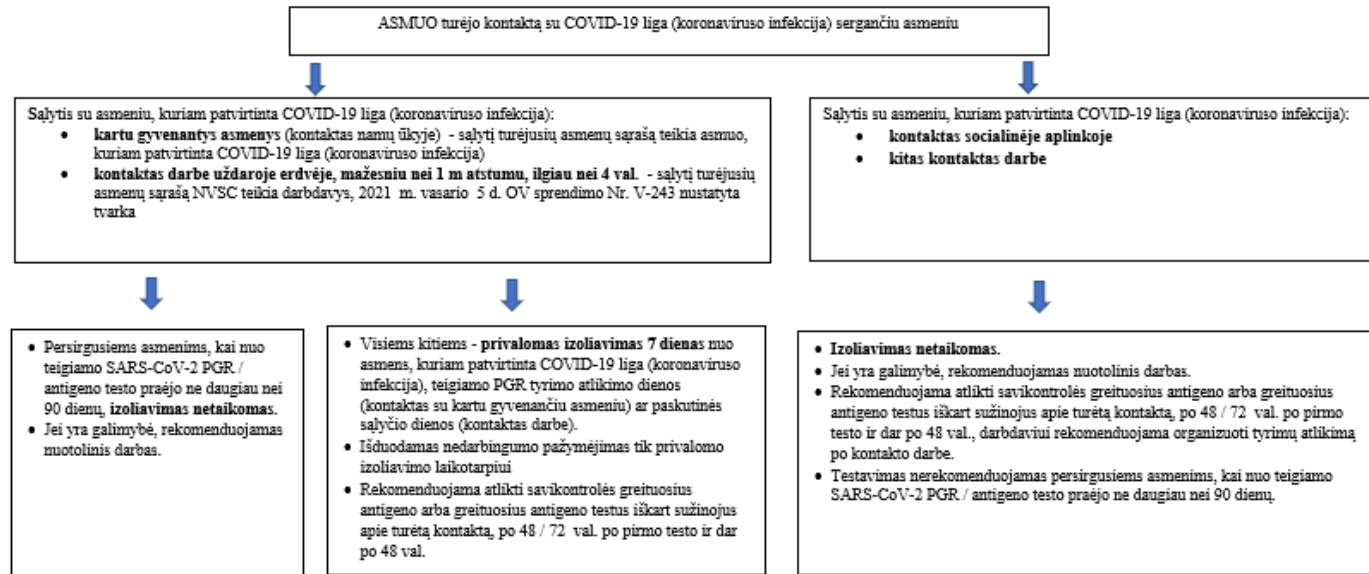 ASMUO turėjo kontaktą su COVID-19 liga (koronaviruso infekcija) sergančiu asmeniu
Sąlytis su asmeniu, kuriam patvirtinta COVID-19 liga (koronaviruso infekcija):
• kartu gyvenantys asmenys (kontaktas namų ūkyje) - sąlytį turėjusių asmenų sąrašą teikia asmuo,
kuriam patvirtinta COVID-19 liga (koronaviruso infekcija)
• kontaktas darbe uždaroje erdvėje, mažesniu nei 1 m atstumu, ilgiau nei 4 val. - sąlytį turėjusių
asmenų sąrašą NVSC teikia darbdavys, 2021 m. vasario 5 d. OV sprendimo Nr. V-243 nustatyta
tvarka
Sąlytis su asmeniu, kuriam patvirtinta COVID-19 liga (koronaviruso infekcija):
• kontaktas socialinėje aplinkoje
• kitas kontaktas darbe
• Persirgusiems asmenims, kai nuo
teigiamo SARS-CoV-2 PGR /
antigeno testo praėjo ne daugiau nei
90 dienų, izoliavimas netaikomas.
• Jei yra galimybė, rekomenduojamas
nuotolinis darbas.
• Visiems kitiems - privalomas izoliavimas 7 dienas nuo
asmens, kuriam patvirtinta COVID-19 liga (koronaviruso
infekcija), teigiamo PGR tyrimo atlikimo dienos
(kontaktas su kartu gyvenančiu asmeniu) ar paskutinės
sąlyčio dienos (kontaktas darbe).
• Išduodamas nedarbingumo pažymėjimas tik privalomo
izoliavimo laikotarpiui
• Rekomenduojama atlikti savikontrolės greituosius
antigeno arba greituosius antigeno testus iškart sužinojus
apie turėtą kontaktą, po 48 / 72 val. po pirmo testo ir dar
po 48 val.
• Izoliavimas netaikomas.
• Jei yra galimybė, rekomenduojamas nuotolinis darbas.
• Rekomenduojama atlikti savikontrolės greituosius antigeno arba greituosius
antigeno testus iškart sužinojus apie turėtą kontaktą, po 48 / 72 val. po pirmo
testo ir dar po 48 val., darbdaviui rekomenduojama organizuoti tyrimų atlikimą
po kontakto darbe.
• Testavimas nerekomenduojamas persirgusiems asmenims, kai nuo teigiamo
SARS-CoV-2 PGR / antigeno testo praėjo ne daugiau nei 90 dienų.